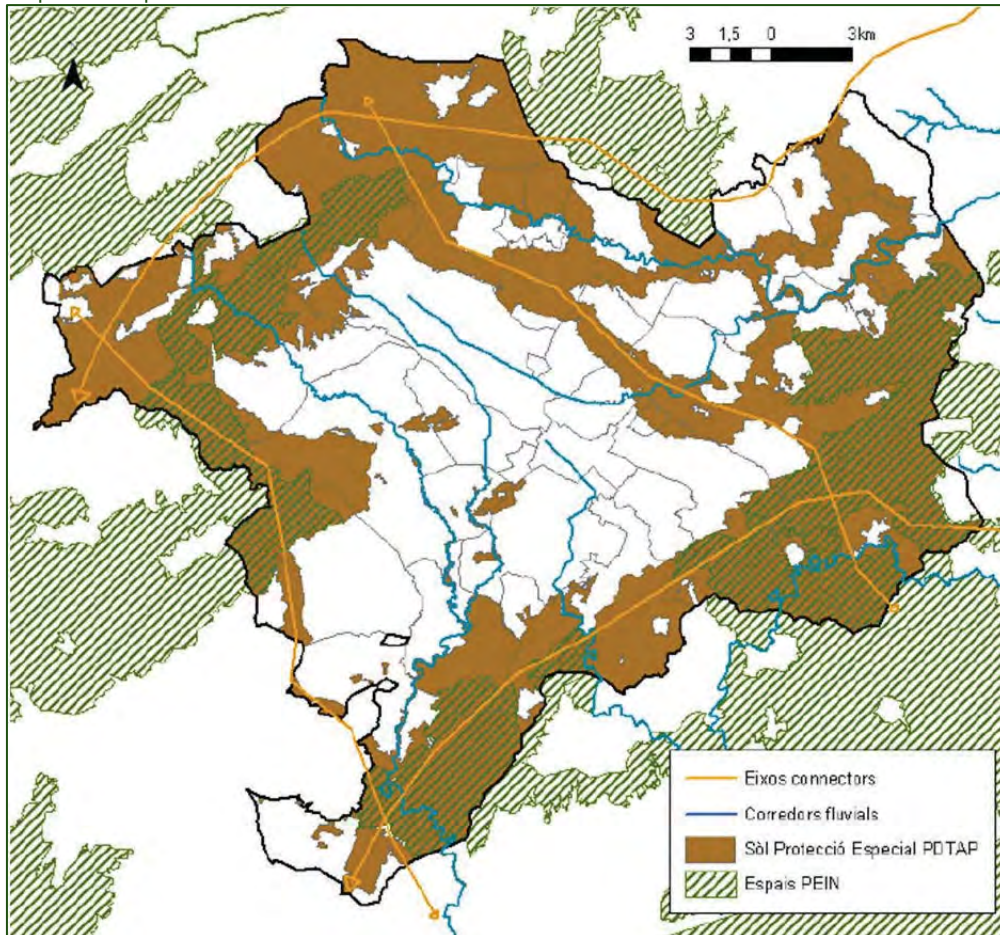 3 1,5 0 3km
Eixos connectors
Corredors fluvials
Sòl Protecció Especial PDTAP
Espais PEIN